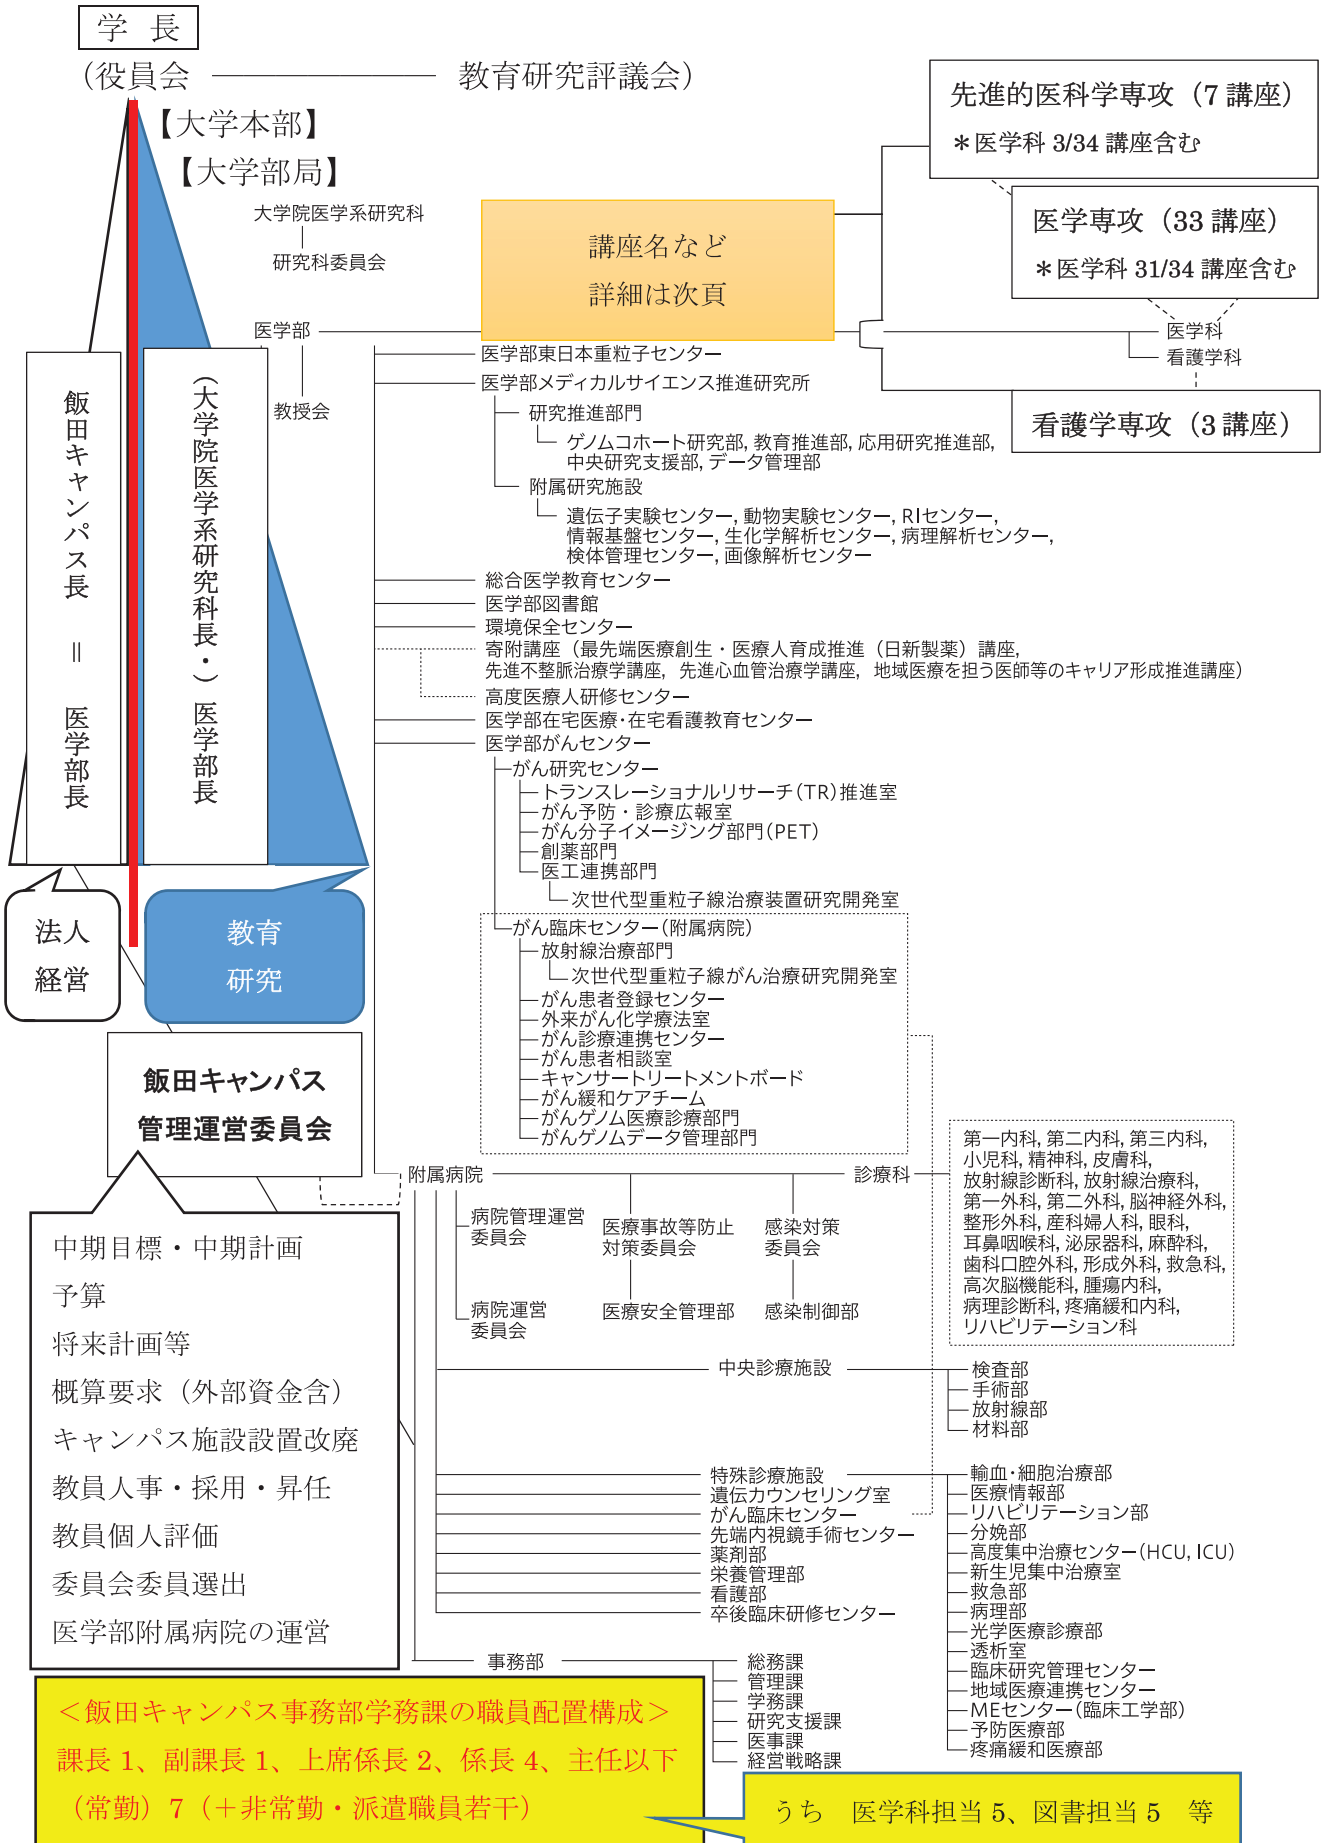 学 長
(役員会 ――――― 教育研究評議会)
【大学本部】
【大学部局】
大学院医学系研究科
研究科委員会
医学部
教授会
飯田キャンパス長 ＝ 医学部長
(大学院医学系研究科長・)医学部長
法人
経営
教育
研究
講座名など
詳細は次頁
先進的医科学専攻（7 講座）
＊医学科 3/34 講座含む
医学専攻（33 講座）
＊医学科 31/34 講座含む
医学科
看護学科
看護学専攻（3 講座）
医学部東日本重粒子センター
医学部メディカルサイエンス推進研究所
研究推進部門
ゲノムコホート研究部, 教育推進部, 応用研究推進部,
中央研究支援部, データ管理部
附属研究施設
遺伝子実験センター, 動物実験センター, RIセンター,
情報基盤センター, 生化学解析センター, 病理解析センター,
検体管理センター, 画像解析センター
総合医学教育センター
医学部図書館
環境保全センター
寄附講座（最先端医療創生・医療人育成推進（日新製薬）講座,
先進不整脈治療学講座, 先進心血管治療学講座, 地域医療を担う医師等のキャリア形成推進講座）
高度医療人研修センター
医学部在宅医療・在宅看護教育センター
医学部がんセンター
がん研究センター
トランスレーショナルリサーチ(TR)推進室
がん予防・診療広報室
がん分子イメージング部門(PET)
創薬部門
医工連携部門
次世代型重粒子線治療装置研究開発室
がん臨床センター(附属病院)
放射線治療部門
次世代型重粒子線がん治療研究開発室
がん患者登録センター
外来がん化学療法室
がん診療連携センター
がん患者相談室
キャンサートリートメントボード
がん緩和ケアチーム
がんゲノム医療診療部門
がんゲノムデータ管理部門
飯田キャンパス
管理運営委員会
中期目標・中期計画
予算
将来計画等
概算要求（外部資金含）
キャンパス施設設置改廃
教員人事・採用・昇任
教員個人評価
委員会委員選出
医学部附属病院の運営
附属病院
病院管理運営
委員会
病院運営
委員会
医療事故等防止
対策委員会
医療安全管理部
感染対策
委員会
感染制御部
診療科
第一内科, 第二内科, 第三内科,
小児科, 精神科, 皮膚科,
放射線診断科, 放射線治療科,
第一外科, 第二外科, 脳神経外科,
整形外科, 産科婦人科, 眼科,
耳鼻咽喉科, 泌尿器科, 麻酔科,
歯科口腔外科, 形成外科, 救急科,
高次脳機能科, 腫瘍内科,
病理診断科, 疼痛緩和内科,
リハビリテーション科
中央診療施設
検査部
手術部
放射線部
材料部
特殊診療施設
遺伝カウンセリング室
がん臨床センター
先端内視鏡手術センター
薬剤部
栄養管理部
看護部
卒後臨床研修センター
輸血・細胞治療部
医療情報部
リハビリテーション部
分娩部
高度集中治療センター(HCU, ICU)
新生児集中治療室
救急部
病理部
光学医療診療部
透析室
臨床研究管理センター
地域医療連携センター
MEセンター(臨床工学部)
予防医療部
疼痛緩和医療部
事務部
総務課
管理課
学務課
研究支援課
医事課
経営戦略課
＜飯田キャンパス事務部学務課の職員配置構成＞
課長 1、副課長 1、上席係長 2、係長 4、主任以下
（常勤）7（＋非常勤・派遣職員若干）
うち　医学科担当 5、図書担当 5　等